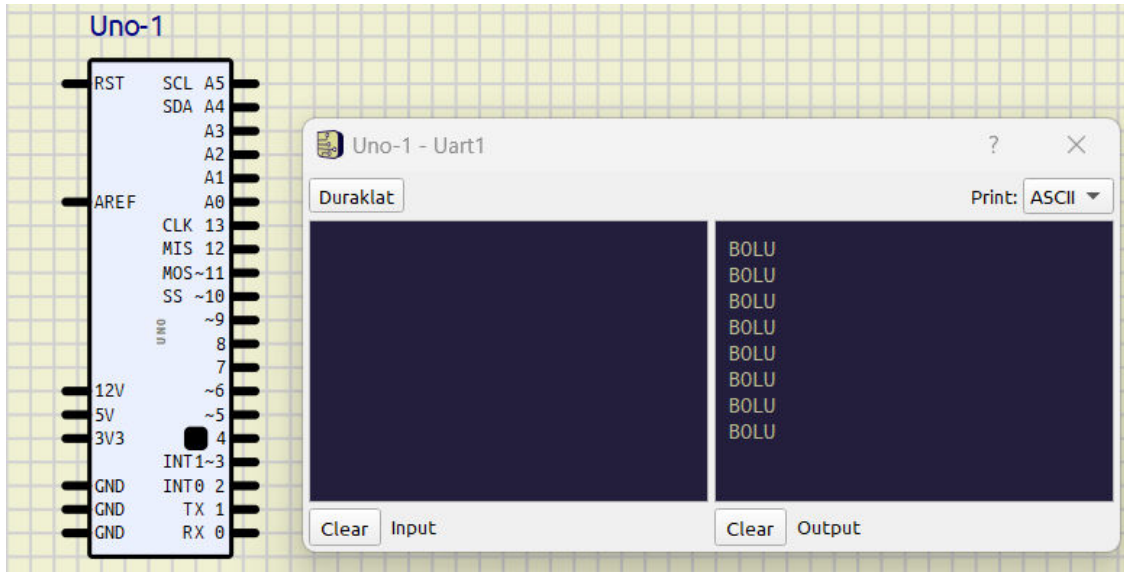 Uno-1
RST SCL A5
SDA A4
A3
A2
A1
AREF A0
CLK 13
MIS 12
MOS~11
SS ~10
~9
UNO
8
7
12V ~6
5V ~5
3V3 4
INT1~3
GND INT0 2
GND TX 1
GND RX 0
Uno-1 - Uart1 ? ×
Duraklat Print: ASCII
BOLU
BOLU
BOLU
BOLU
BOLU
BOLU
BOLU
BOLU
Clear Input Clear Output